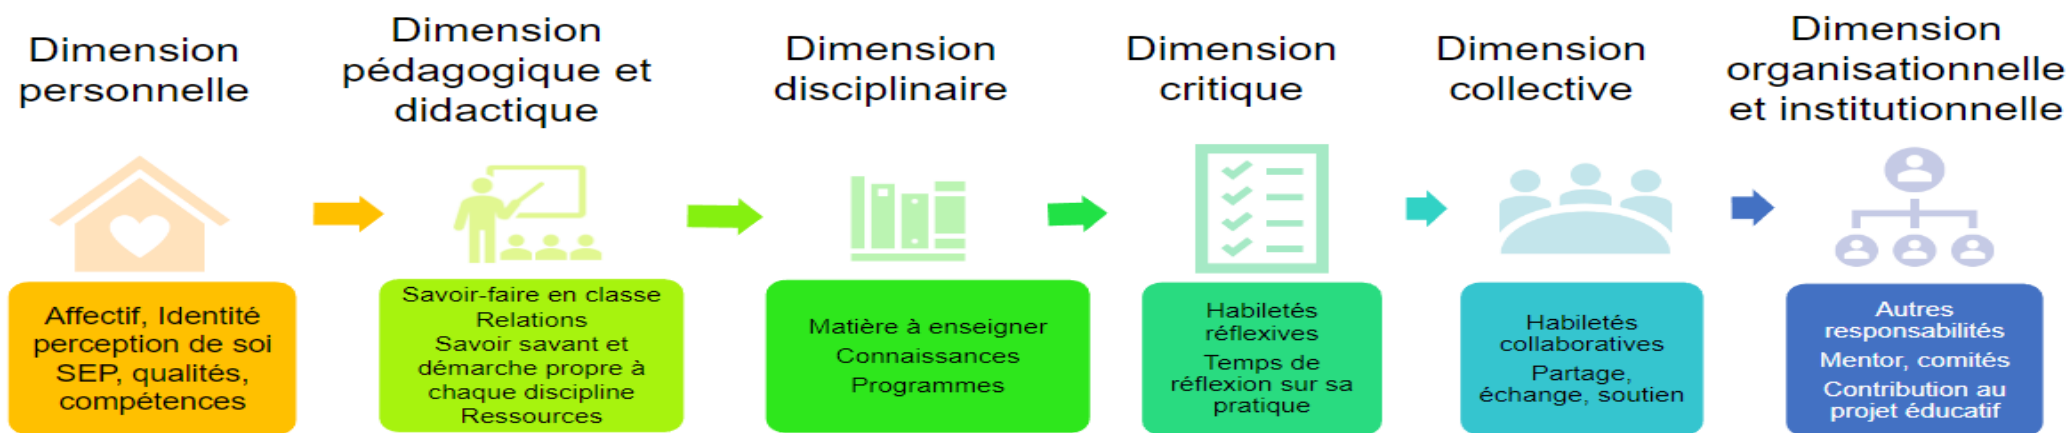 Dimension
personnelle
Affectif, Identité
perception de soi
SEP, qualités,
compétences
Dimension
pédagogique et
didactique
Savoir-faire en classe
Relations
Savoir savant et
démarche propre à
chaque discipline
Ressources
Dimension
disciplinaire
Matière à enseigner
Connaissances
Programmes
Dimension
critique
Habiletés
réflexives
Temps de
réflexion sur sa
pratique
Dimension
collective
Habiletés
collaboratives
Partage,
échange, soutien
Dimension
organisationnelle
et institutionnelle
Autres
responsabilités
Mentor, comités
Contribution au
projet éducatif